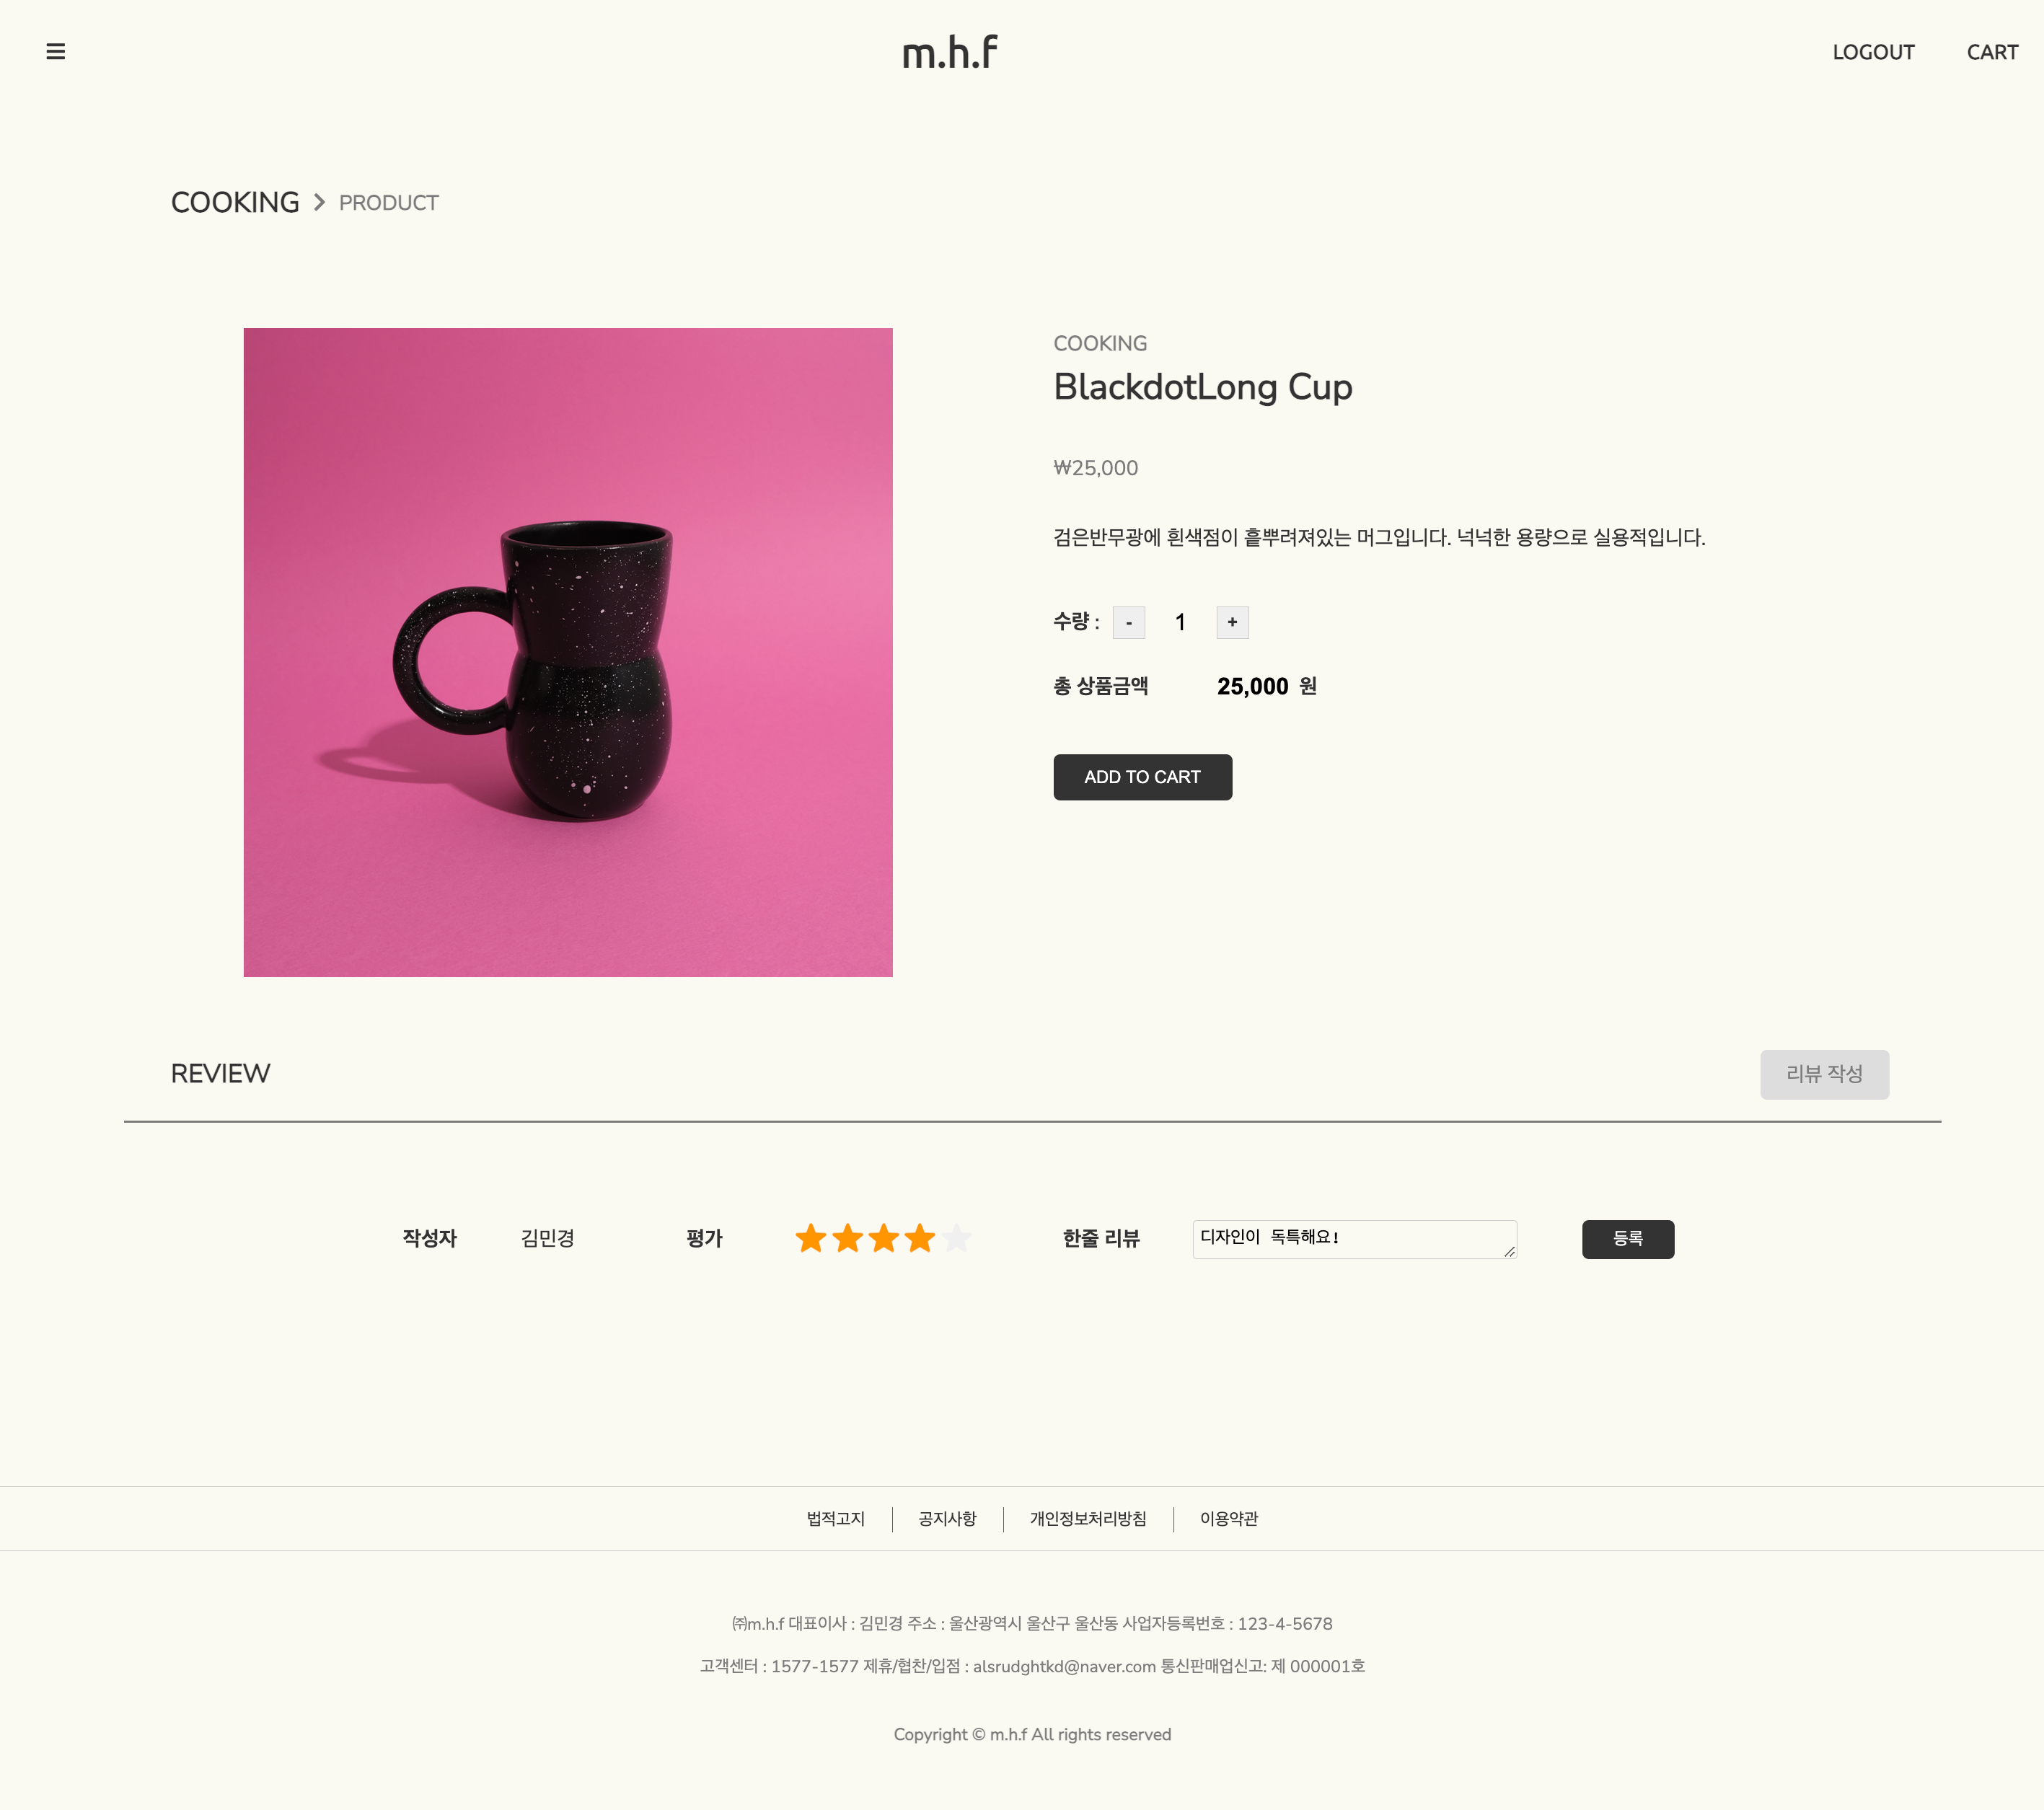 m.h.f
LOGOUT CART
COOKING PRODUCT
COOKING
BlackdotLong Cup
₩25,000
검은반무광에 흰색점이 흩뿌려져있는 머그입니다. 넉넉한 용량으로 실용적입니다.
수량 : - 1 +
총 상품금액 25,000 원
ADD TO CART
REVIEW 리뷰 작성
작성자 김민경 평가 한줄 리뷰 디자인이 독특해요! 등록
법적고지 공지사항 개인정보처리방침 이용약관
㈜m.h.f 대표이사 : 김민경 주소 : 울산광역시 울산구 울산동 사업자등록번호 : 123-4-5678
고객센터 : 1577-1577 제휴/협찬/입점 : alsrudghtkd@naver.com 통신판매업신고: 제 000001호
Copyright © m.h.f All rights reserved